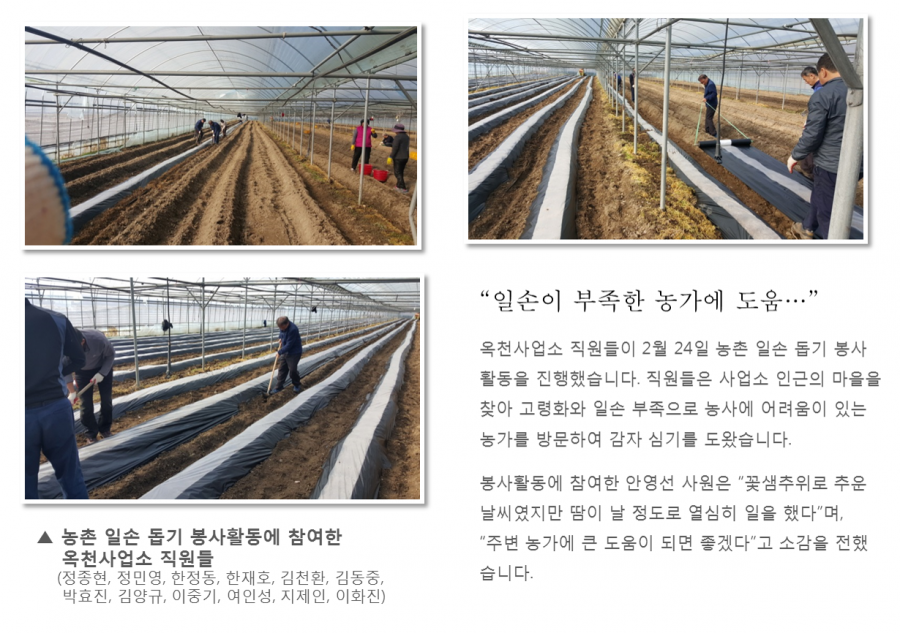 “일손이 부족한 농가에 도움…”
옥천사업소 직원들이 2월 24일 농촌 일손 돕기 봉사
활동을 진행했습니다. 직원들은 사업소 인근의 마을을
찾아 고령화와 일손 부족으로 농사에 어려움이 있는
농가를 방문하여 감자 심기를 도왔습니다.
봉사활동에 참여한 안영선 사원은 “꽃샘추위로 추운
날씨였지만 땀이 날 정도로 열심히 일을 했다”며,
“주변 농가에 큰 도움이 되면 좋겠다”고 소감을 전했
습니다.
▲ 농촌 일손 돕기 봉사활동에 참여한
옥천사업소 직원들
(정종현, 정민영, 한정동, 한재호, 김천환, 김동중,
박효진, 김양규, 이중기, 여인성, 지제인, 이화진)